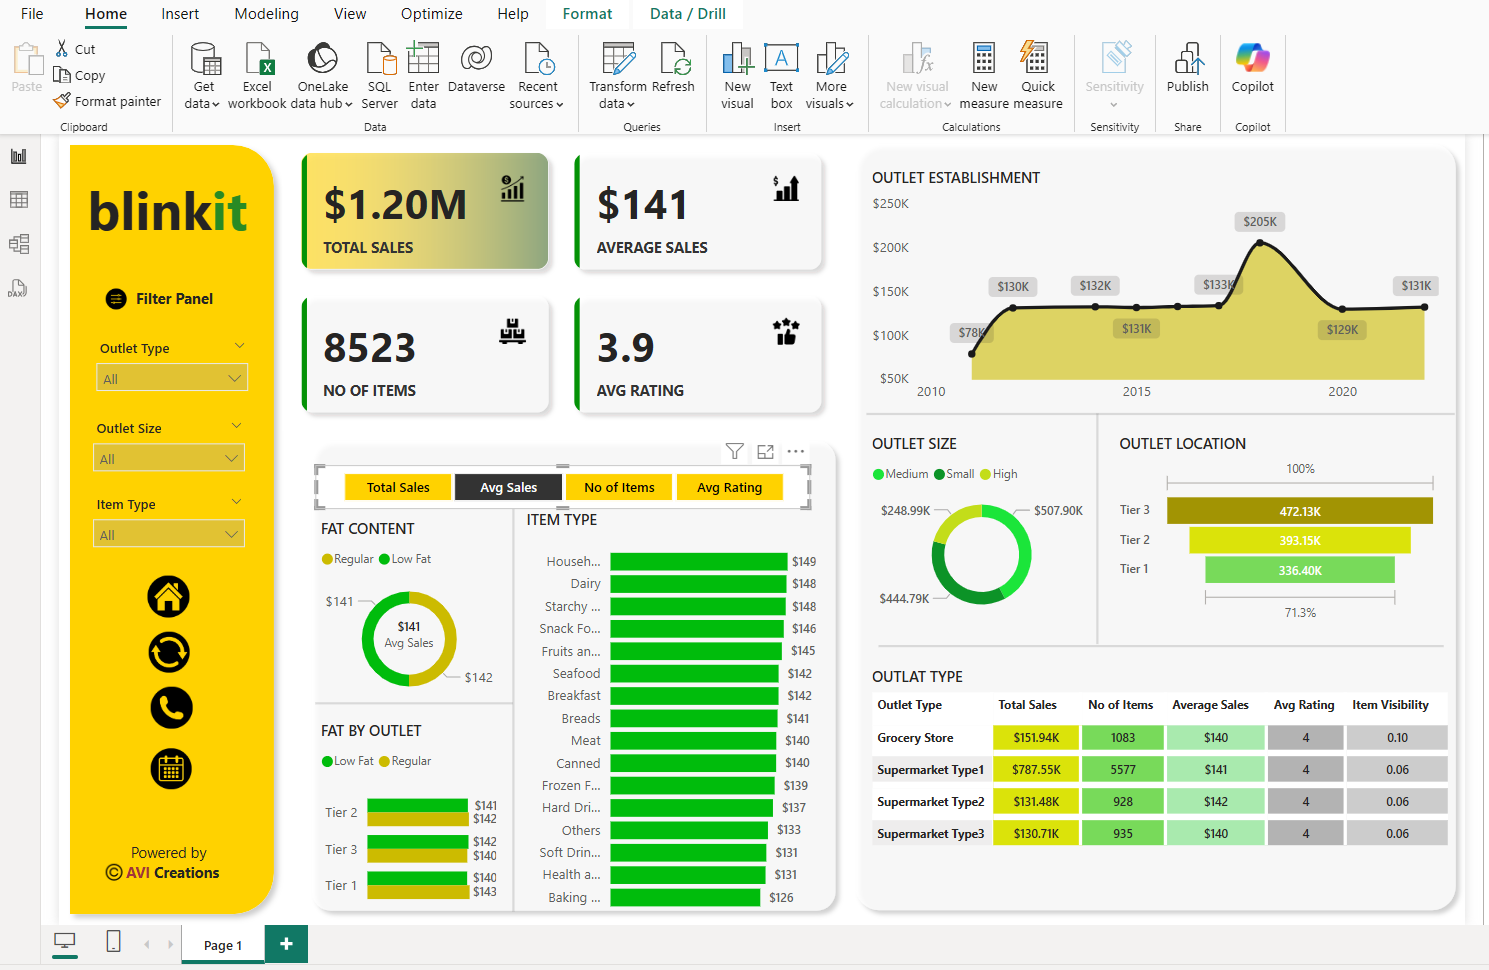 File Home Insert Modeling View Optimize Help Format Data / Drill
Paste
Cut
Copy
Format painter
Clipboard
Get data
Excel workbook
OneLake data hub
SQL Server
Enter data
Dataverse
Recent sources
Data
Transform data
Refresh
Queries
New visual
Text box
More visuals
Insert
New visual calculation
New measure
Quick measure
Calculations
Sensitivity
Sensitivity
Publish
Share
Copilot
Copilot
DAX
blinkit
Filter Panel
Outlet Type
All
Outlet Size
All
Item Type
All
Powered by
© AVI Creations
$1.20M
TOTAL SALES
$141
AVERAGE SALES
8523
NO OF ITEMS
3.9
AVG RATING
Total Sales Avg Sales No of Items Avg Rating
FAT CONTENT
Regular Low Fat
$141
$141
Avg Sales
$142
FAT BY OUTLET
Low Fat Regular
Tier 2 $141
$142
Tier 3 $142
$140
Tier 1 $140
$143
ITEM TYPE
Househ... $149
Dairy $148
Starchy ... $148
Snack Fo... $146
Fruits an... $145
Seafood $142
Breakfast $142
Breads $141
Meat $140
Canned $140
Frozen F... $139
Hard Dri... $137
Others $133
Soft Drin... $131
Health a... $131
Baking ... $126
OUTLET ESTABLISHMENT
$250K
$200K
$150K
$100K
$50K
$78K $130K $132K $131K $133K $205K $129K $131K
2010 2015 2020
OUTLET SIZE
Medium Small High
$248.99K $507.90K
$444.79K
OUTLET LOCATION
100%
Tier 3 472.13K
Tier 2 393.15K
Tier 1 336.40K
71.3%
OUTLAT TYPE
Outlet Type Total Sales No of Items Average Sales Avg Rating Item Visibility
Grocery Store $151.94K 1083 $140 4 0.10
Supermarket Type1 $787.55K 5577 $141 4 0.06
Supermarket Type2 $131.48K 928 $142 4 0.06
Supermarket Type3 $130.71K 935 $140 4 0.06
Page 1